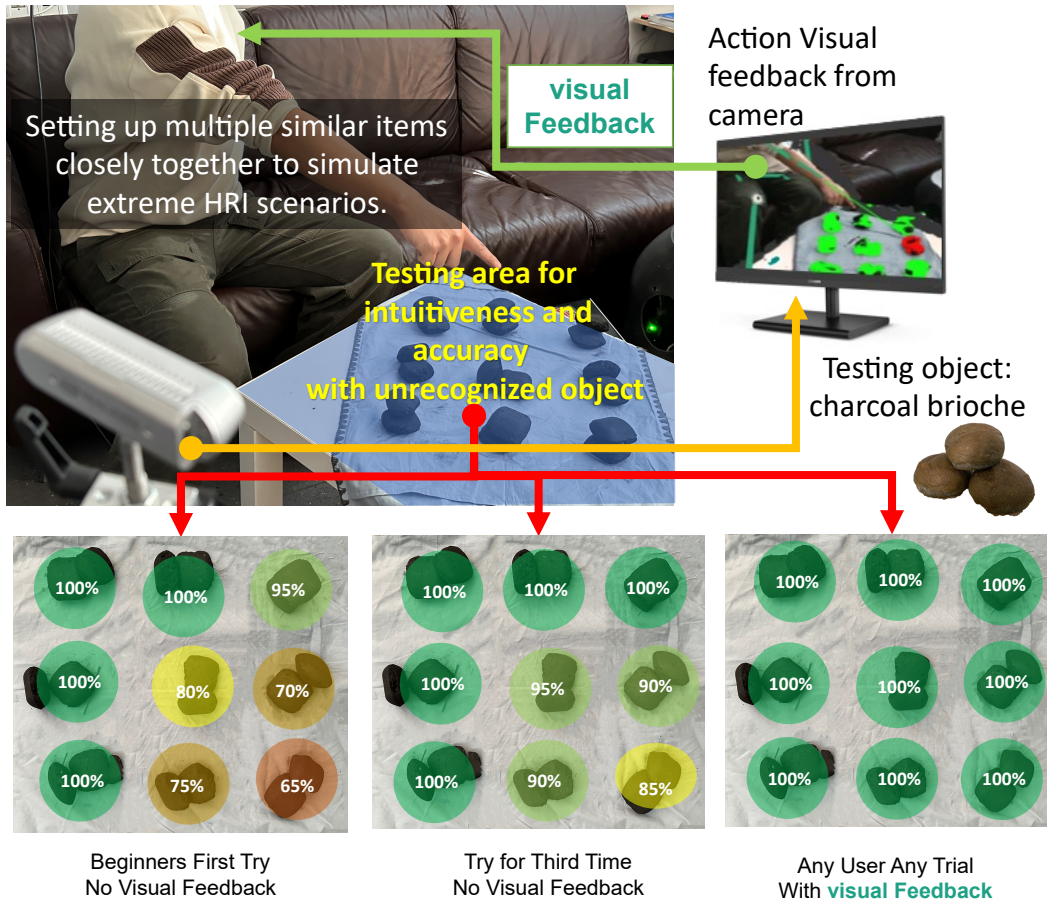 Setting up multiple similar items
closely together to simulate
extreme HRI scenarios.
visual
Feedback
Action Visual
feedback from
camera
Testing area for
intuitiveness and
accuracy
with unrecognized object
Testing object:
charcoal brioche
100%
100%
95%
100%
80%
70%
100%
75%
65%
Beginners First Try
No Visual Feedback
100%
100%
100%
100%
95%
90%
100%
90%
85%
Try for Third Time
No Visual Feedback
100%
100%
100%
100%
100%
100%
100%
100%
100%
Any User Any Trial
With visual Feedback